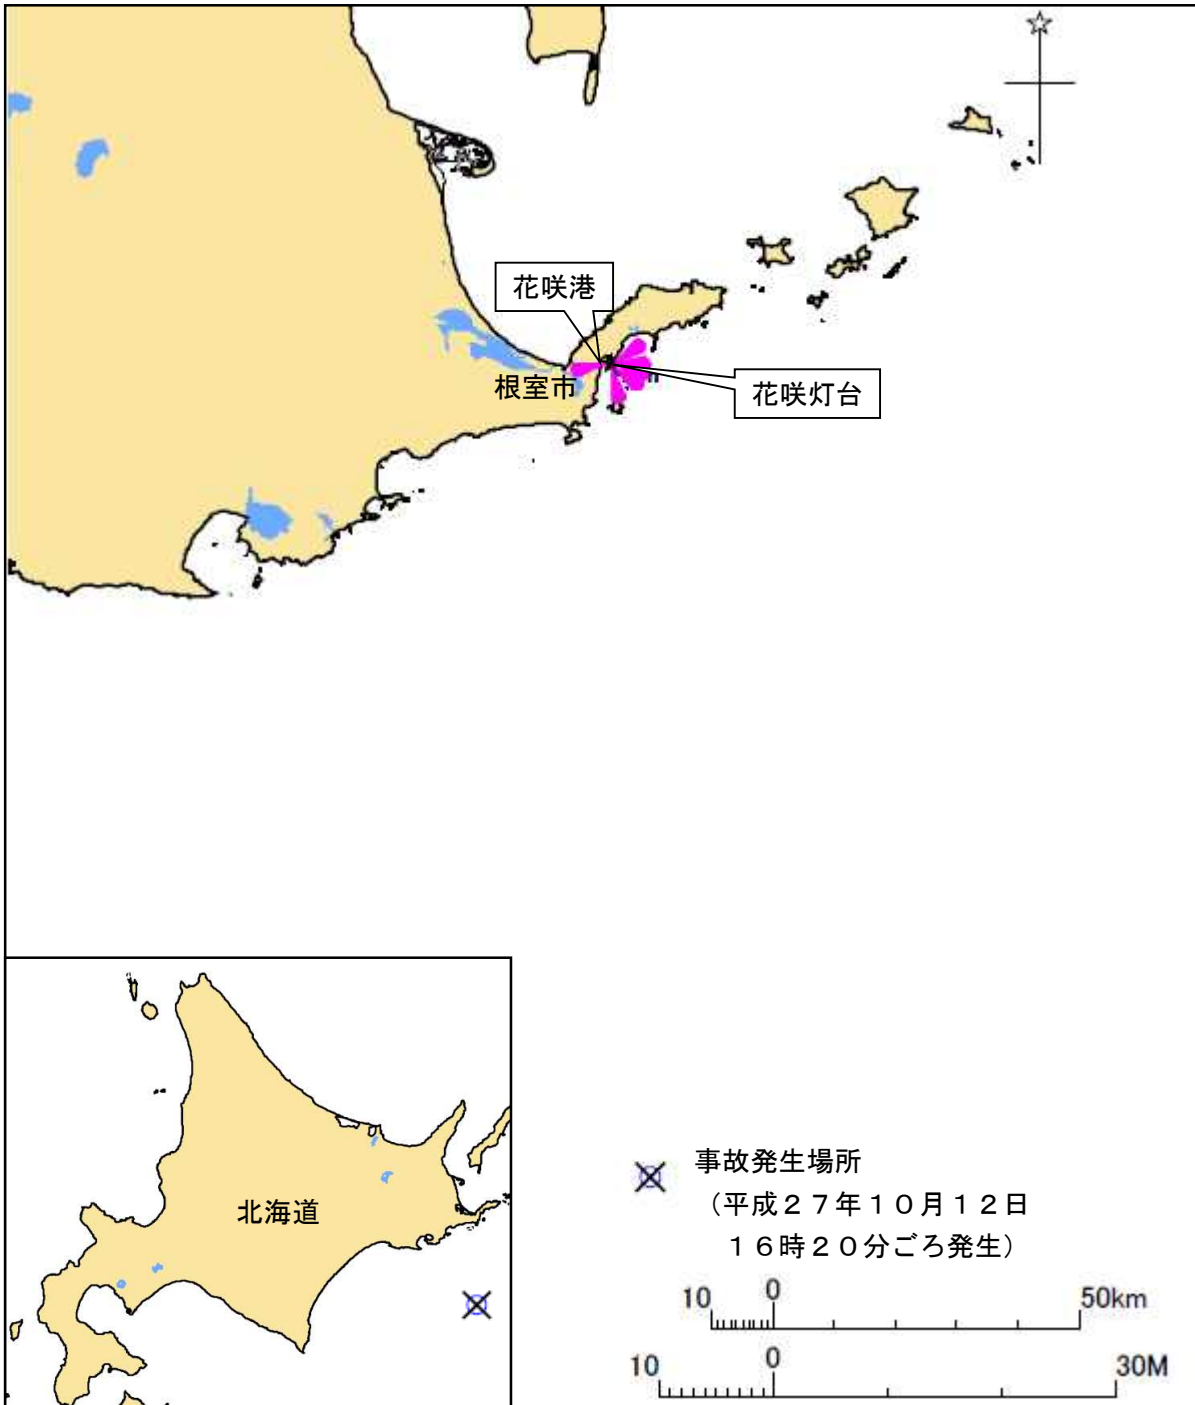 花咲港
根室市
花咲灯台
北海道
事故発生場所
（平成２７年１０月１２日
１６時２０分ごろ発生）
10 0 50km
10 0 30M